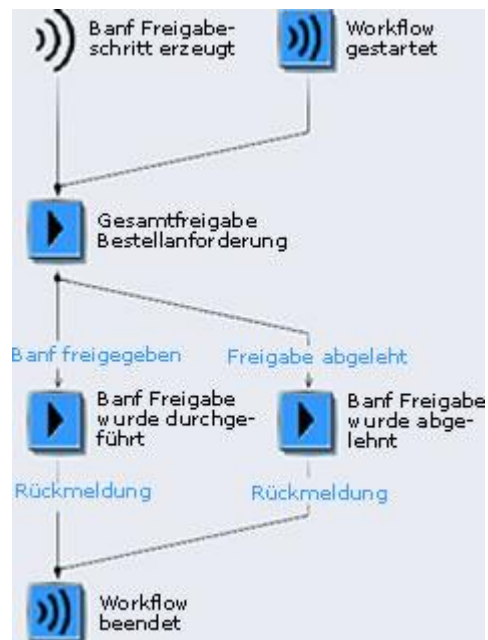 Banf Freigabe-
schritt erzeugt
Workflow
gestartet
Gesamtfreigabe
Bestellanforderung
Banf freigegeben
Freigabe abgeleht
Banf Freigabe
wurde durchge-
führt
Banf Freigabe
wurde abge-
lehnt
Rückmeldung
Rückmeldung
Workflow
beendet